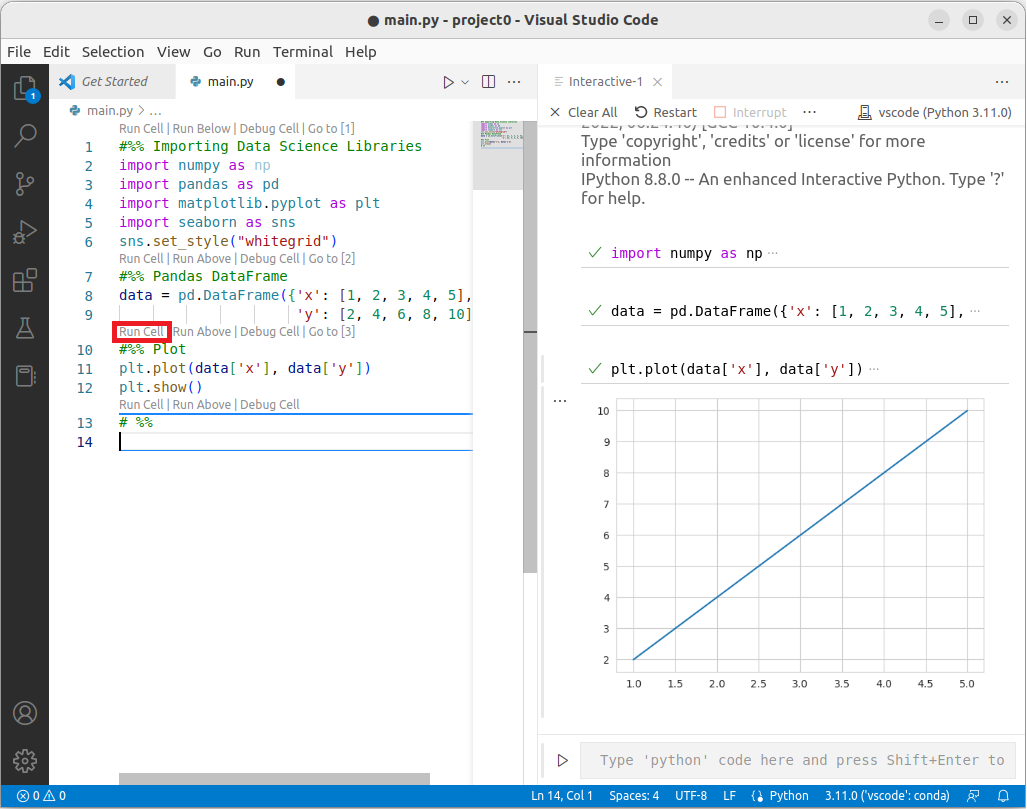 ● main.py - project0 - Visual Studio Code
File Edit Selection View Go Run Terminal Help
1
Get Started
main.py
main.py > ...
Run Cell | Run Below | Debug Cell | Go to [1]
1 #%% Importing Data Science Libraries
2 import numpy as np
3 import pandas as pd
4 import matplotlib.pyplot as plt
5 import seaborn as sns
6 sns.set_style("whitegrid")
Run Cell | Run Above | Debug Cell | Go to [2]
7 #%% Pandas DataFrame
8 data = pd.DataFrame({'x': [1, 2, 3, 4, 5],
9 'y': [2, 4, 6, 8, 10]
Run Cell | Run Above | Debug Cell | Go to [3]
10 #%% Plot
11 plt.plot(data['x'], data['y'])
12 plt.show()
Run Cell | Run Above | Debug Cell
13 # %%
14
Interactive-1
Clear All Restart Interrupt ... vscode (Python 3.11.0)
Type 'copyright', 'credits' or 'license' for more
information
IPython 8.8.0 -- An enhanced Interactive Python. Type '?'
for help.
import numpy as np ...
data = pd.DataFrame({'x': [1, 2, 3, 4, 5], ...
plt.plot(data['x'], data['y']) ...
10
9
8
7
6
5
4
3
2
1.0 1.5 2.0 2.5 3.0 3.5 4.0 4.5 5.0
Type 'python' code here and press Shift+Enter to
0 0 Ln 14, Col 1 Spaces: 4 UTF-8 LF Python 3.11.0 ('vscode': conda)